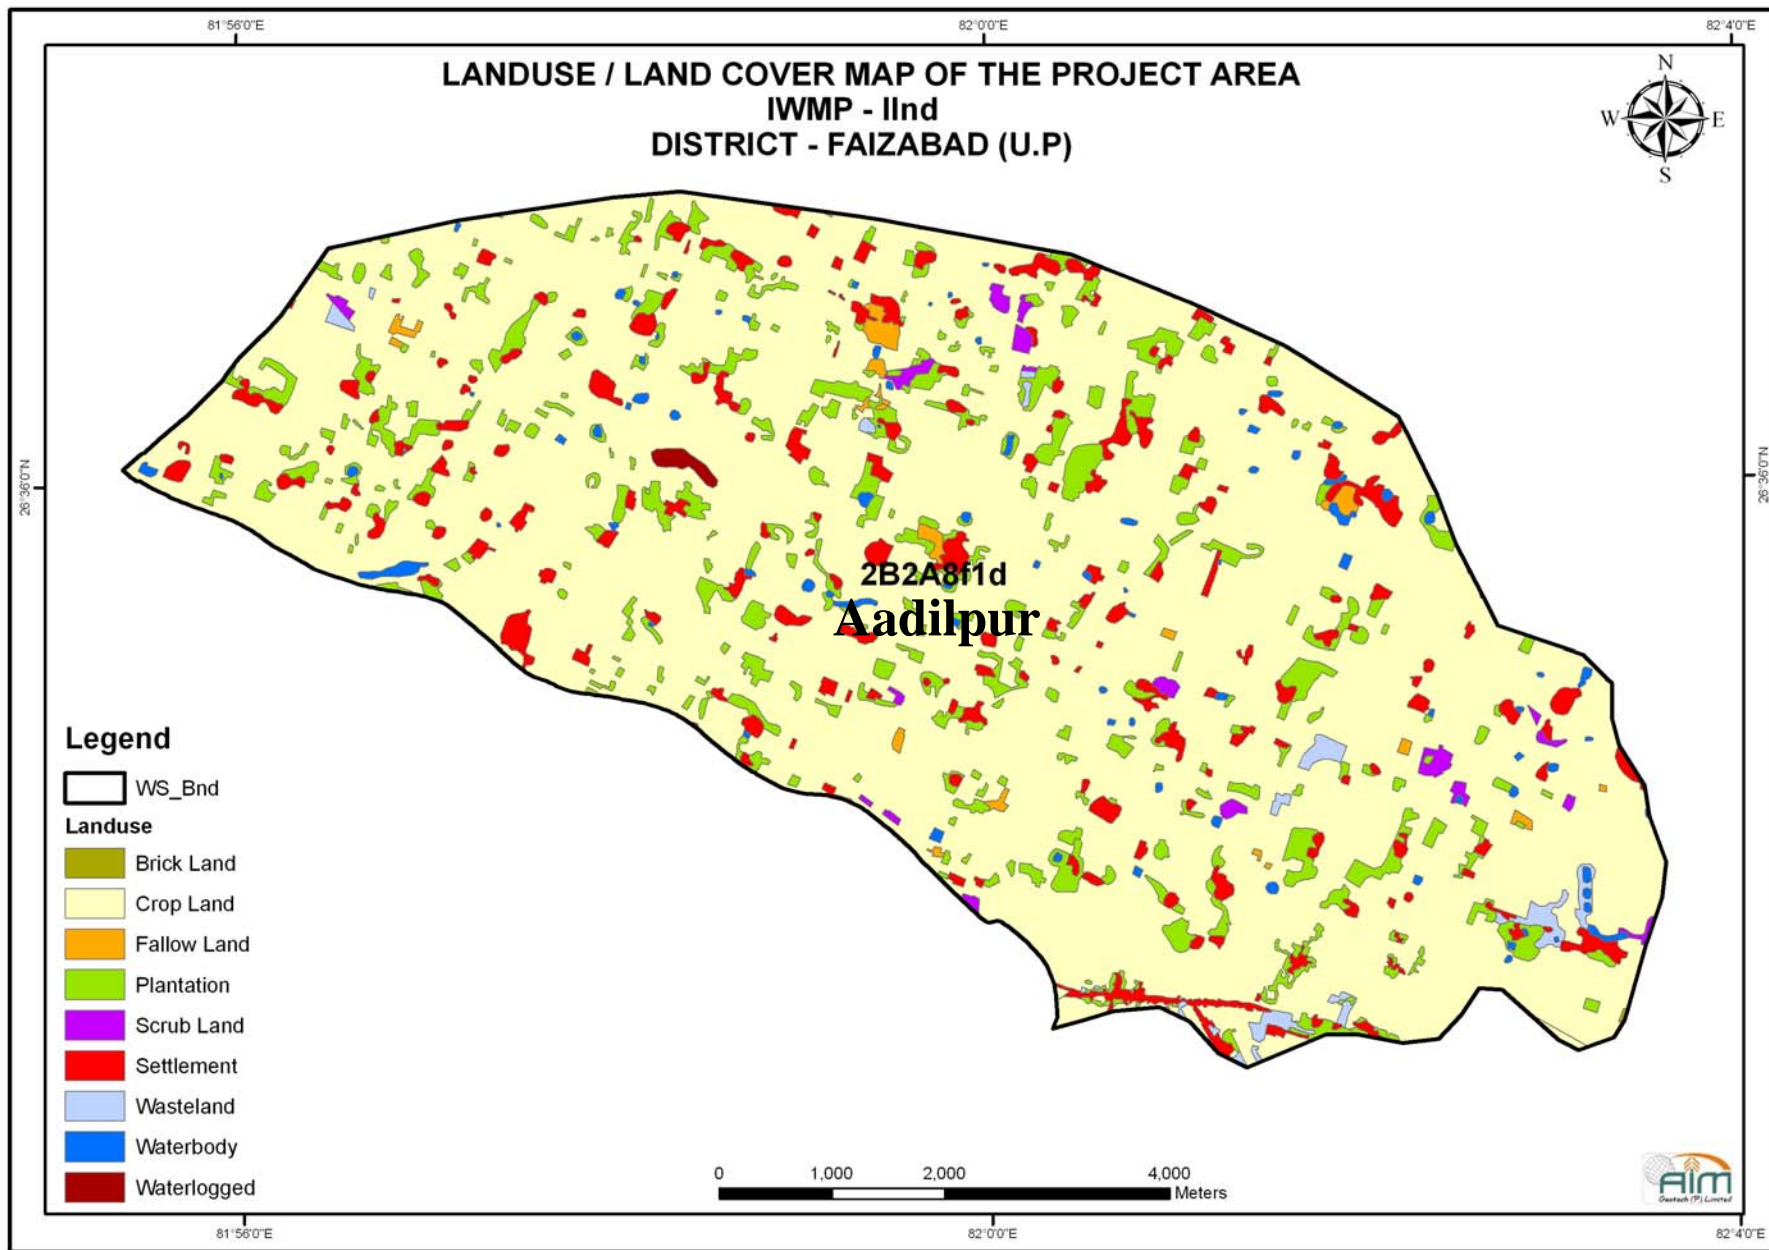 81°56'0"E
82°0'0"E
82°4'0"E
LANDUSE / LAND COVER MAP OF THE PROJECT AREA
IWMP - IInd
DISTRICT - FAIZABAD (U.P)
N
W
E
S
26°36'0"N
26°36'0"N
2B2A8f1d
Aadilpur
Legend
WS_Bnd
Landuse
Brick Land
Crop Land
Fallow Land
Plantation
Scrub Land
Settlement
Wasteland
Waterbody
Waterlogged
0 1,000 2,000 4,000
Meters
AIM
Geotech (P) Limited
81°56'0"E
82°0'0"E
82°4'0"E